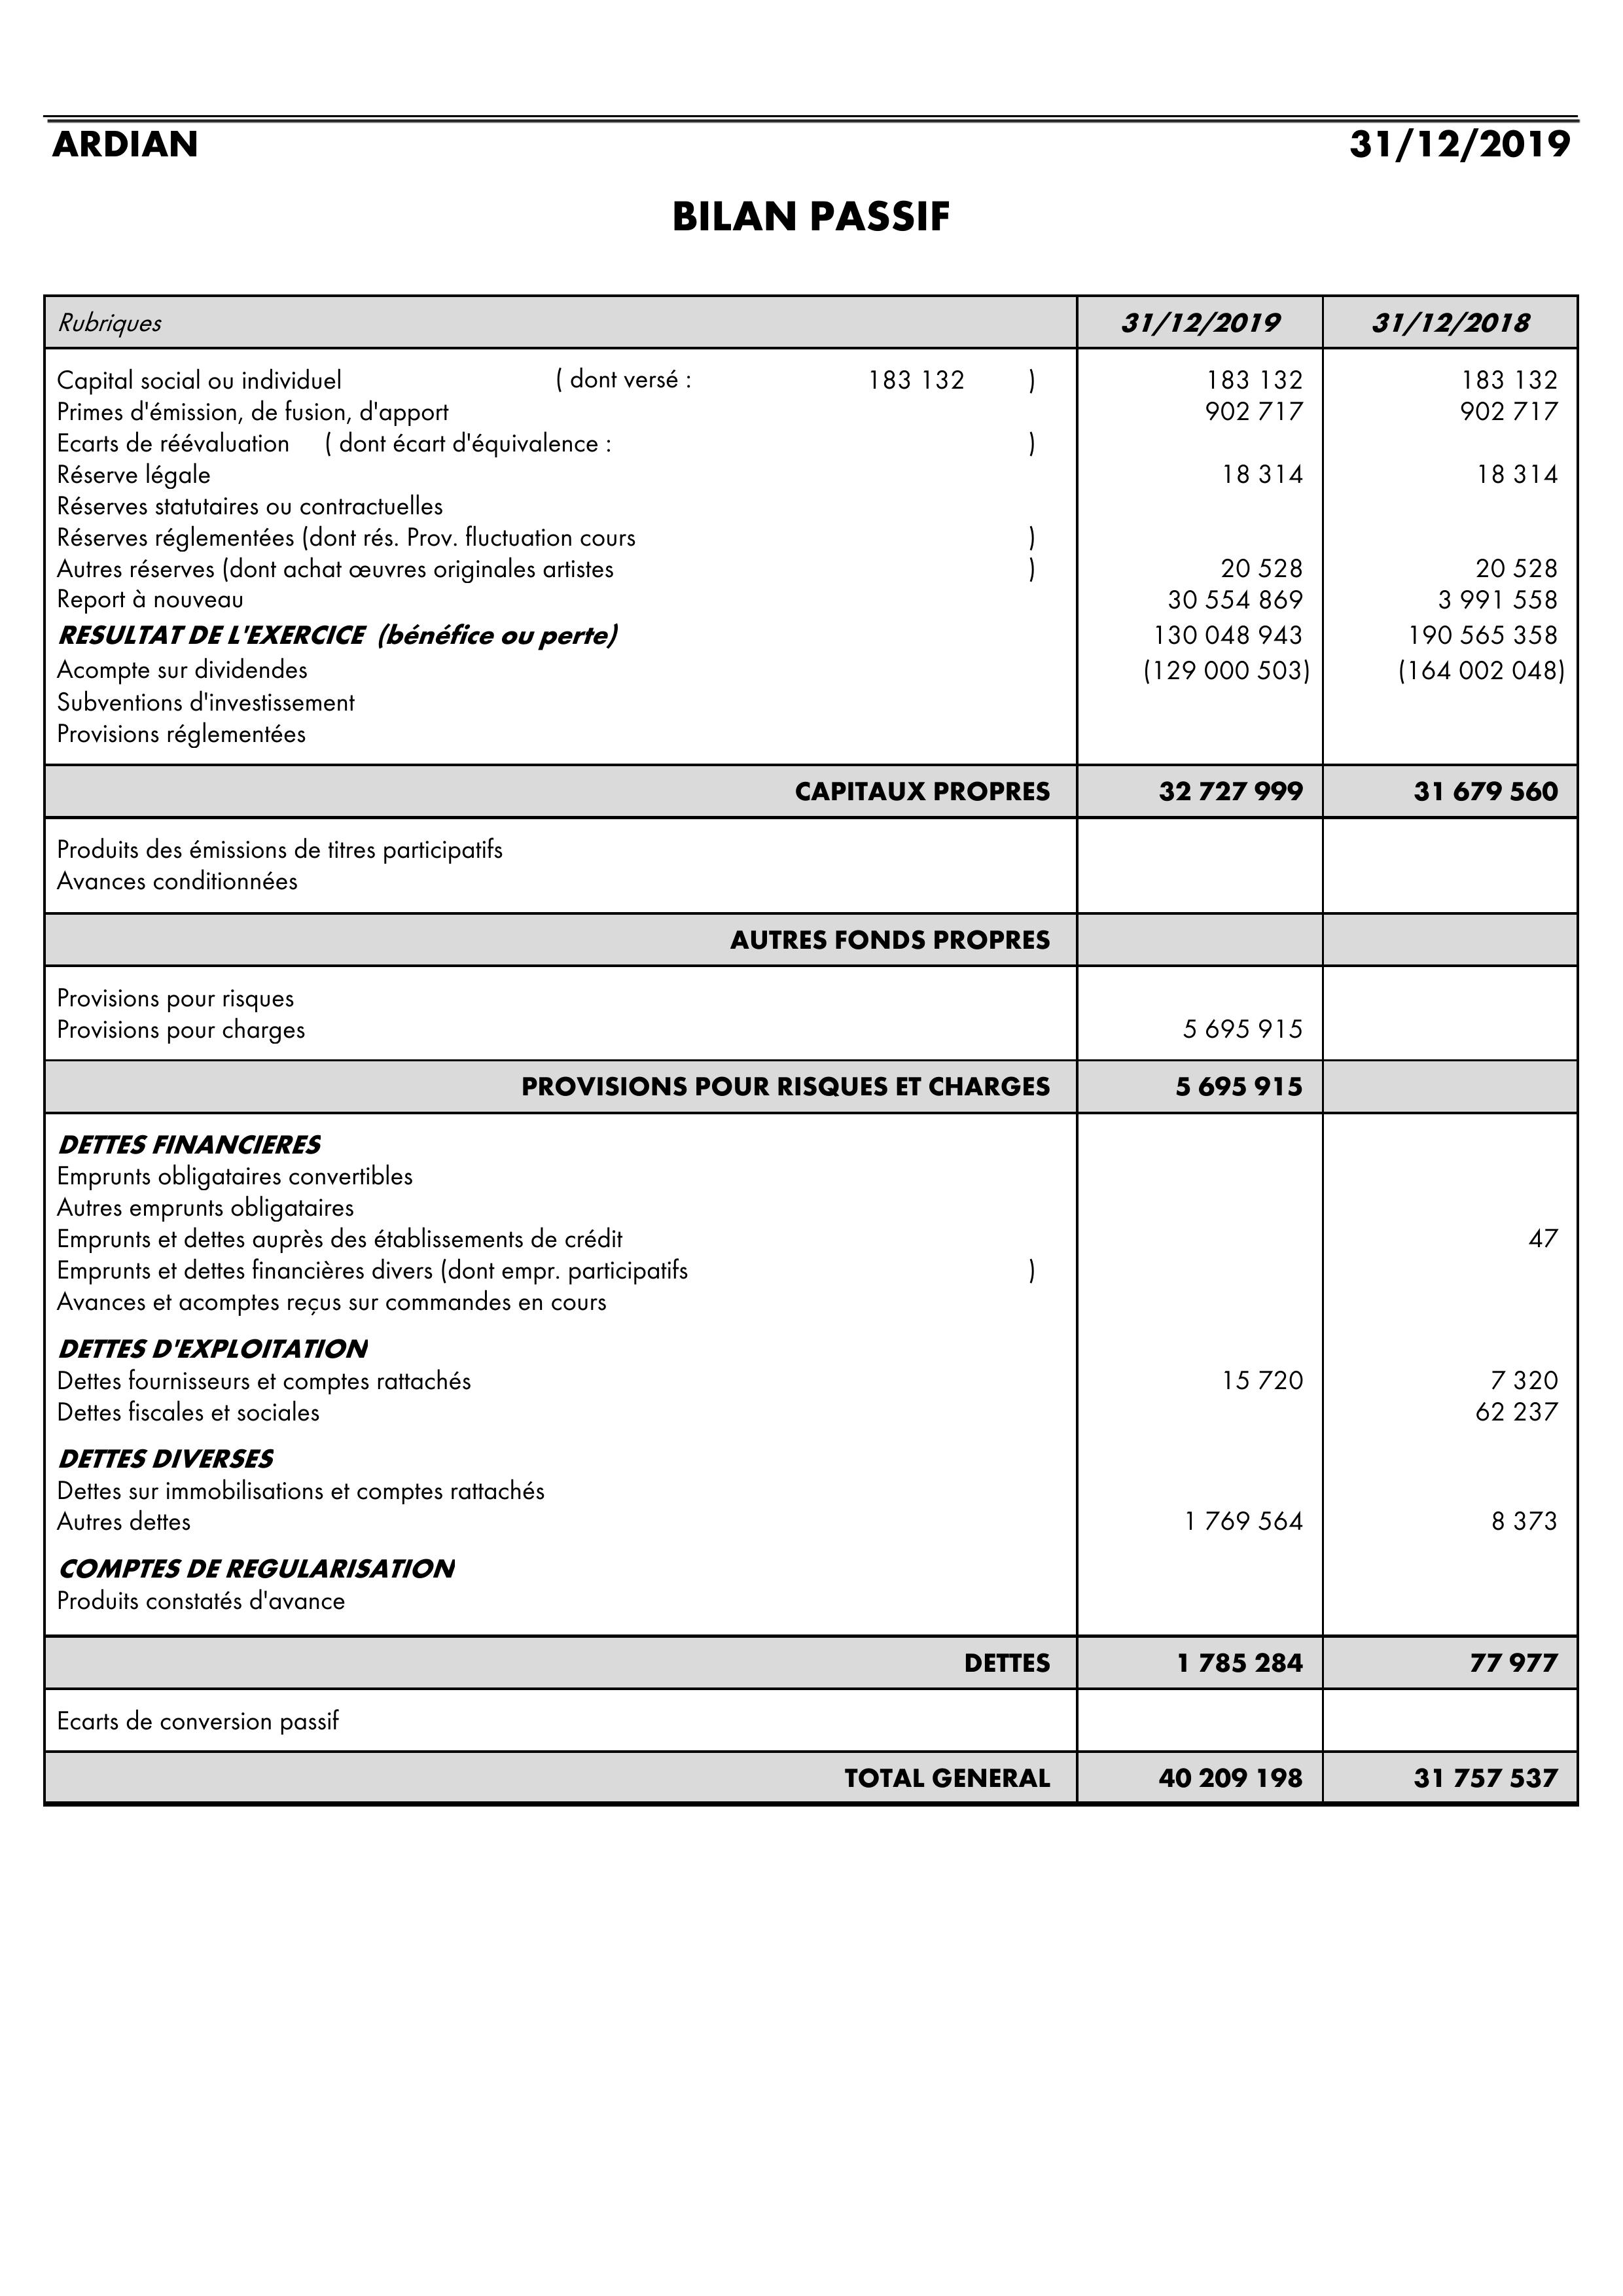 ARDIAN 31/12/2019
BILAN PASSIF
Rubriques 31/12/2019 31/12/2018
Capital social ou individuel ( dont versé : 183 132 ) 183 132 183 132
Primes d'émission, de fusion, d'apport 902 717 902 717
Ecarts de réévaluation ( dont écart d'équivalence : )
Réserve légale 18 314 18 314
Réserves statutaires ou contractuelles
Réserves réglementées (dont rés. Prov. fluctuation cours )
Autres réserves (dont achat œuvres originales artistes ) 20 528 20 528
Report à nouveau 30 554 869 3 991 558
RESULTAT DE L'EXERCICE (bénéfice ou perte) 130 048 943 190 565 358
Acompte sur dividendes (129 000 503) (164 002 048)
Subventions d'investissement
Provisions réglementées
CAPITAUX PROPRES 32 727 999 31 679 560
Produits des émissions de titres participatifs
Avances conditionnées
AUTRES FONDS PROPRES
Provisions pour risques
Provisions pour charges 5 695 915
PROVISIONS POUR RISQUES ET CHARGES 5 695 915
DETTES FINANCIERES
Emprunts obligataires convertibles
Autres emprunts obligataires
Emprunts et dettes auprès des établissements de crédit 47
Emprunts et dettes financières divers (dont empr. participatifs )
Avances et acomptes reçus sur commandes en cours
DETTES D'EXPLOITATION
Dettes fournisseurs et comptes rattachés 15 720 7 320
Dettes fiscales et sociales 62 237
DETTES DIVERSES
Dettes sur immobilisations et comptes rattachés
Autres dettes 1 769 564 8 373
COMPTES DE REGULARISATION
Produits constatés d'avance
DETTES 1 785 284 77 977
Ecarts de conversion passif
TOTAL GENERAL 40 209 198 31 757 537